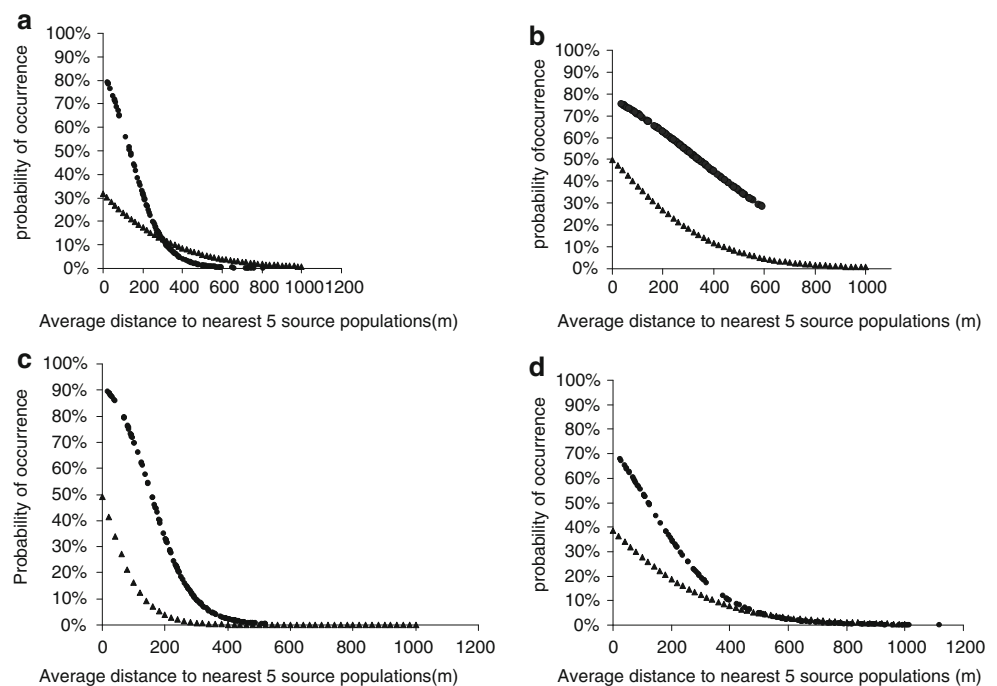 a
100%
90%
80%
70%
60%
50%
40%
30%
20%
10%
0%
probability of occurrence
0 200 400 600 800 1000 1200
Average distance to nearest 5 source populations(m)
b
100%
90%
80%
70%
60%
50%
40%
30%
20%
10%
0%
probability ofoccurrence
0 200 400 600 800 1000
Average distance to nearest 5 source populations (m)
c
100%
90%
80%
70%
60%
50%
40%
30%
20%
10%
0%
Probability of occurrence
0 200 400 600 800 1000 1200
Average distance to nearest 5 source populations(m)
d
100%
90%
80%
70%
60%
50%
40%
30%
20%
10%
0%
probability of occurrence
0 200 400 600 800 1000 1200
Average distance to nearest 5 source populations (m)